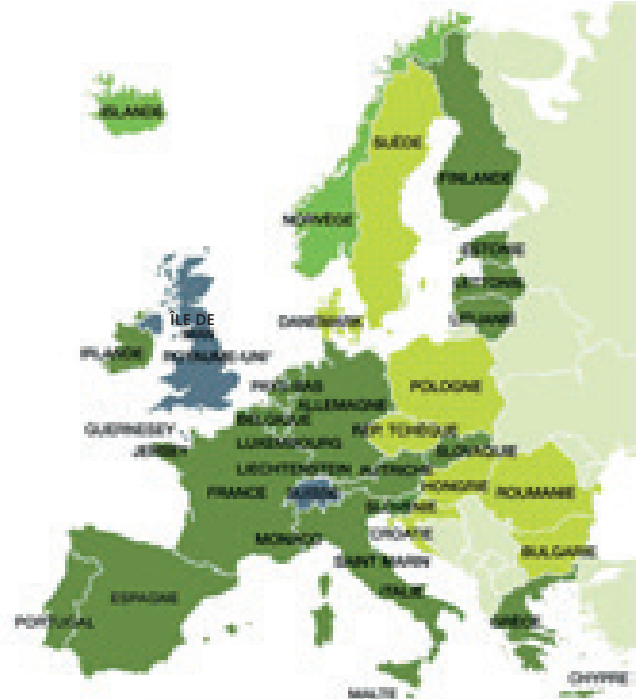 ISLANDE
SUÈDE
FINLANDE
NORVÈGE
ESTONIE
LETTONIE
LITUANIE
DANEMARK
ÎLE DE
MAN
IRLANDE
ROYAUME-UNI*
PAYS-BAS
POLOGNE
ALLEMAGNE
BELGIQUE
GUERNESEY
RÉP. TCHÈQUE
JERSEY
LUXEMBOURG
SLOVAQUIE
LIECHTENSTEIN
AUTRICHE
HONGRIE
FRANCE
SUISSE
ROUMANIE
SLOVÉNIE
CROATIE
MONACO
BULGARIE
SAINT MARIN
ITALIE
ESPAGNE
PORTUGAL
GRÈCE
CHYPRE
MALTE